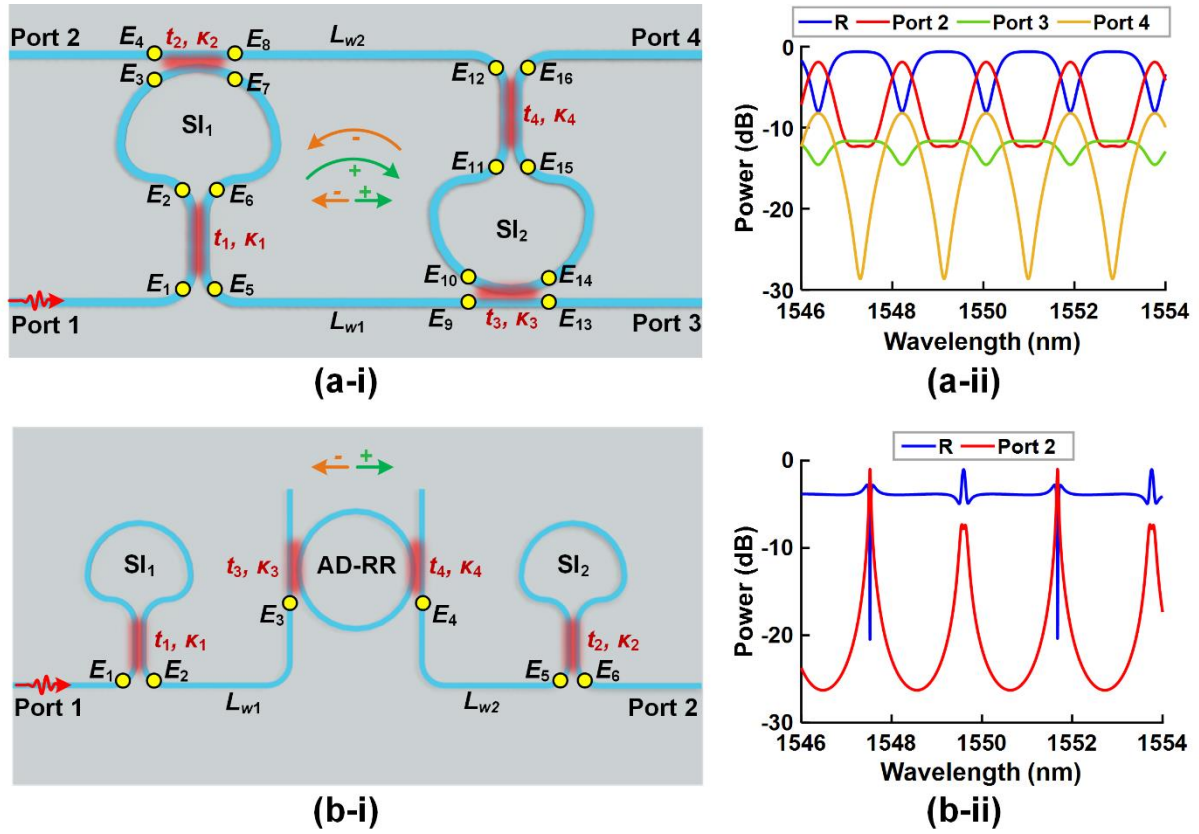 Port 2
E4
t2, κ2
E8
Lw2
Port 4
E3
E7
E12
E16
SI1
t4, κ4
-
+
- +
E2
E6
E11
E15
SI2
t1, κ1
E10
E14
E1
E5
E9
t3, κ3
E13
Port 1
Lw1
Port 3
(a-i)
R Port 2 Port 3 Port 4
0
-10
-20
-30
Power (dB)
1546 1548 1550 1552 1554
Wavelength (nm)
(a-ii)
- +
SI1
t3, κ3
AD-RR
t4, κ4
SI2
E3
E4
t1, κ1
t2, κ2
E1
E2
E5
E6
Port 1
Lw1
Lw2
Port 2
(b-i)
R Port 2
0
-10
-20
-30
Power (dB)
1546 1548 1550 1552 1554
Wavelength (nm)
(b-ii)